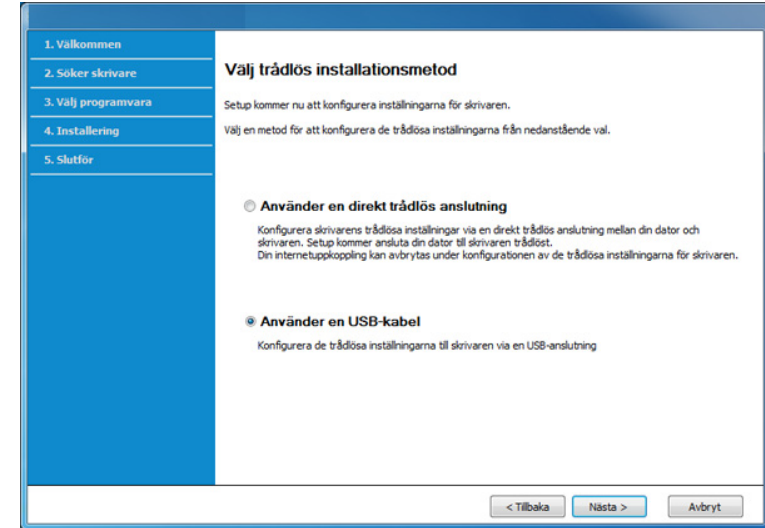 1. Välkommen
2. Söker skrivare
3. Välj programvara
4. Installering
5. Slutför
Välj trådlös installationsmetod
Setup kommer nu att konfigurera inställningarna för skrivaren.
Välj en metod för att konfigurera de trådlösa inställningarna från nedanstående val.
Använder en direkt trådlös anslutning
Konfigurera skrivarens trådlösa inställningar via en direkt trådlös anslutning mellan din dator och
skrivaren. Setup kommer ansluta din dator till skrivaren trådlöst.
Din internetuppkoppling kan avbrytas under konfigurationen av de trådlösa inställningarna för skrivaren.
Använder en USB-kabel
Konfigurera de trådlösa inställningarna till skrivaren via en USB-anslutning
< Tillbaka
Nästa >
Avbryt